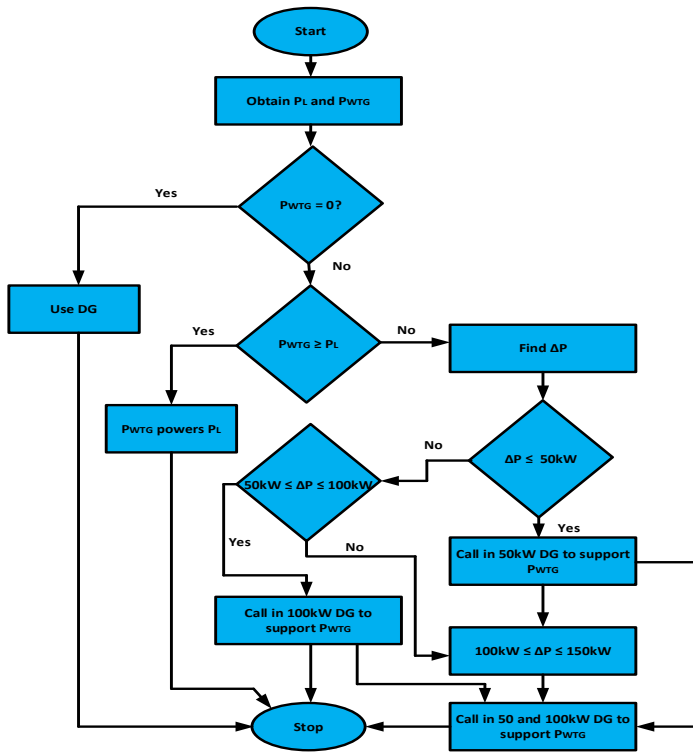 Start
Obtain PL and PWTG
Yes
PWTG = 0?
No
Use DG
Yes
PWTG ≥ PL
No
Find ΔP
PWTG powers PL
No
50kW ≤ ΔP ≤ 100kW
ΔP ≤ 50kW
Yes
No
Yes
Call in 50kW DG to support
PWTG
Call in 100kW DG to
support PWTG
100kW ≤ ΔP ≤ 150kW
Stop
Call in 50 and 100kW DG to
support PWTG